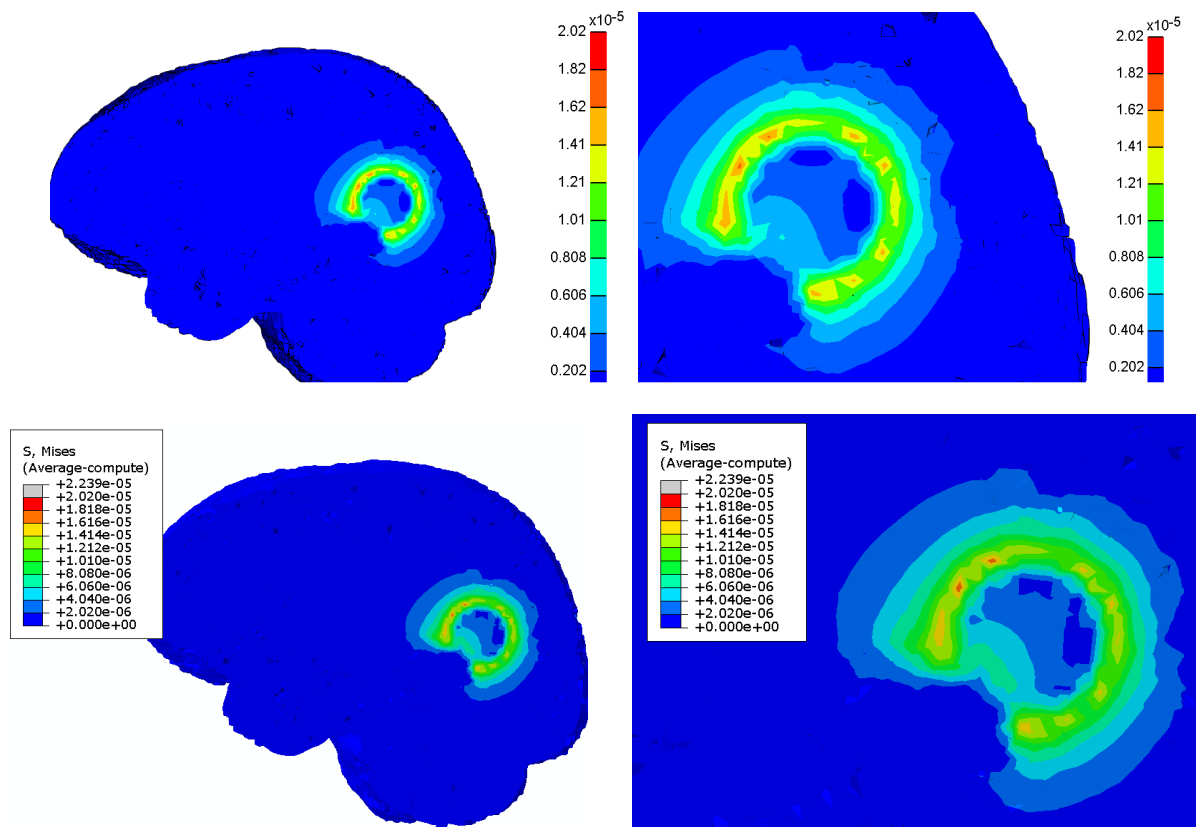 x10-5
2.02
1.82
1.62
1.41
1.21
1.01
0.808
0.606
0.404
0.202
x10-5
2.02
1.82
1.62
1.41
1.21
1.01
0.808
0.606
0.404
0.202
S, Mises
(Average-compute)
+2.239e-05
+2.020e-05
+1.818e-05
+1.616e-05
+1.414e-05
+1.212e-05
+1.010e-05
+8.080e-06
+6.060e-06
+4.040e-06
+2.020e-06
+0.000e+00
S, Mises
(Average-compute)
+2.239e-05
+2.020e-05
+1.818e-05
+1.616e-05
+1.414e-05
+1.212e-05
+1.010e-05
+8.080e-06
+6.060e-06
+4.040e-06
+2.020e-06
+0.000e+00